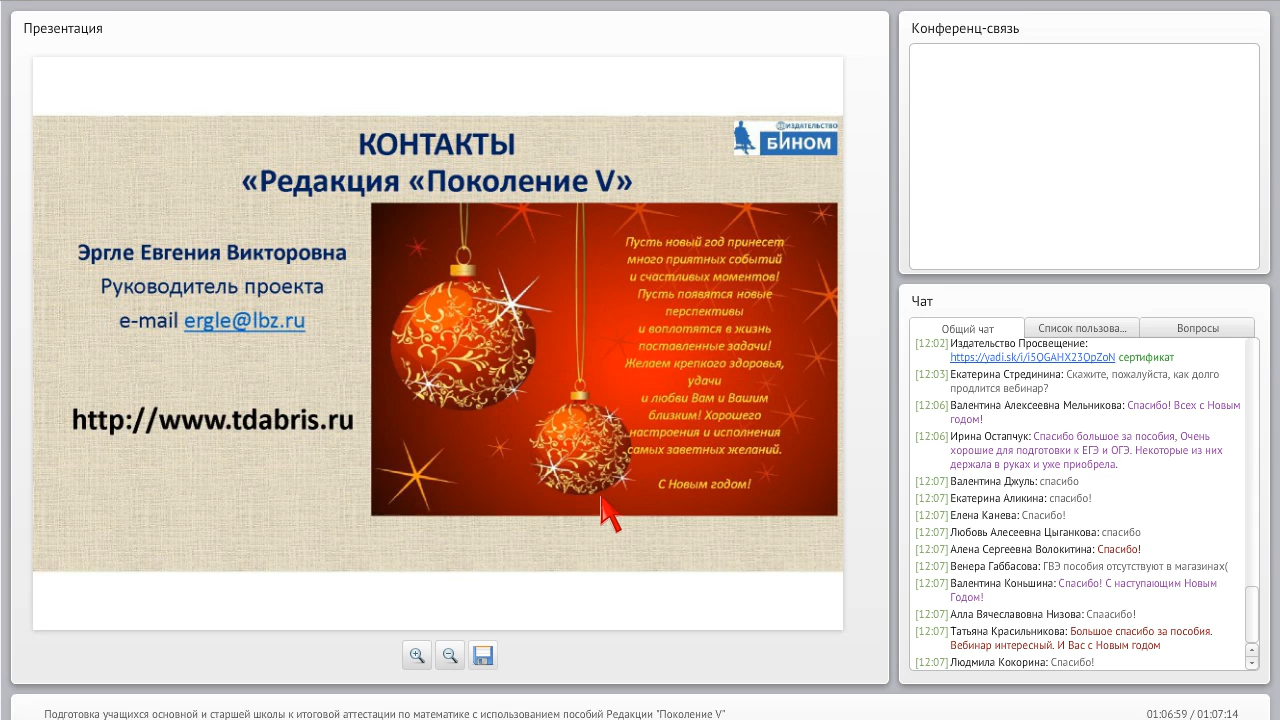 Презентация
КОНТАКТЫ
«Редакция «Поколение V»
ИЗДАТЕЛЬСТВО
БИНОМ
Эргле Евгения Викторовна
Руководитель проекта
e-mail ergle@lbz.ru
http://www.tdabris.ru
Пусть новый год принесет
много приятных событий
и счастливых моментов!
Пусть появятся новые
перспективы
и воплотятся в жизнь
поставленные задачи!
Желаем крепкого здоровья,
удачи
и любви Вам и Вашим
близким! Хорошего
настроения и исполнения
самых заветных желаний.
С Новым годом!
Конференц-связь
Чат
Общий чат
Список пользова...
Вопросы
[12:02] Издательство Просвещение:
https://yadi.sk/i/i5QGAHX23QpZoN сертификат
[12:03] Екатерина Стрединина: Скажите, пожалуйста, как долго
продлится вебинар?
[12:06] Валентина Алексеевна Мельникова: Спасибо! Всех с Новым
годом!
[12:06] Ирина Остапчук: Спасибо большое за пособия, Очень
хорошие для подготовки к ЕГЭ и ОГЭ. Некоторые из них
держала в руках и уже приобрела.
[12:07] Валентина Джуль: спасибо
[12:07] Екатерина Аликина: спасибо!
[12:07] Елена Канева: Спасибо!
[12:07] Любовь Алесеевна Цыганкова: спасибо
[12:07] Алена Сергеевна Волокитина: Спасибо!
[12:07] Венера Габбасова: ГВЭ пособия отсутствуют в магазинах(
[12:07] Валентина Коньшина: Спасибо! С наступающим Новым
Годом!
[12:07] Алла Вячеславовна Низова: Спаасибо!
[12:07] Татьяна Красильникова: Большое спасибо за пособия.
Вебинар интересный. И Вас с Новым годом
[12:07] Людмила Кокорина: Спасибо!
Подготовка учащихся основной и старшей школы к итоговой аттестации по математике с использованием пособий Редакции "Поколение V"
01:06:59 / 01:07:14